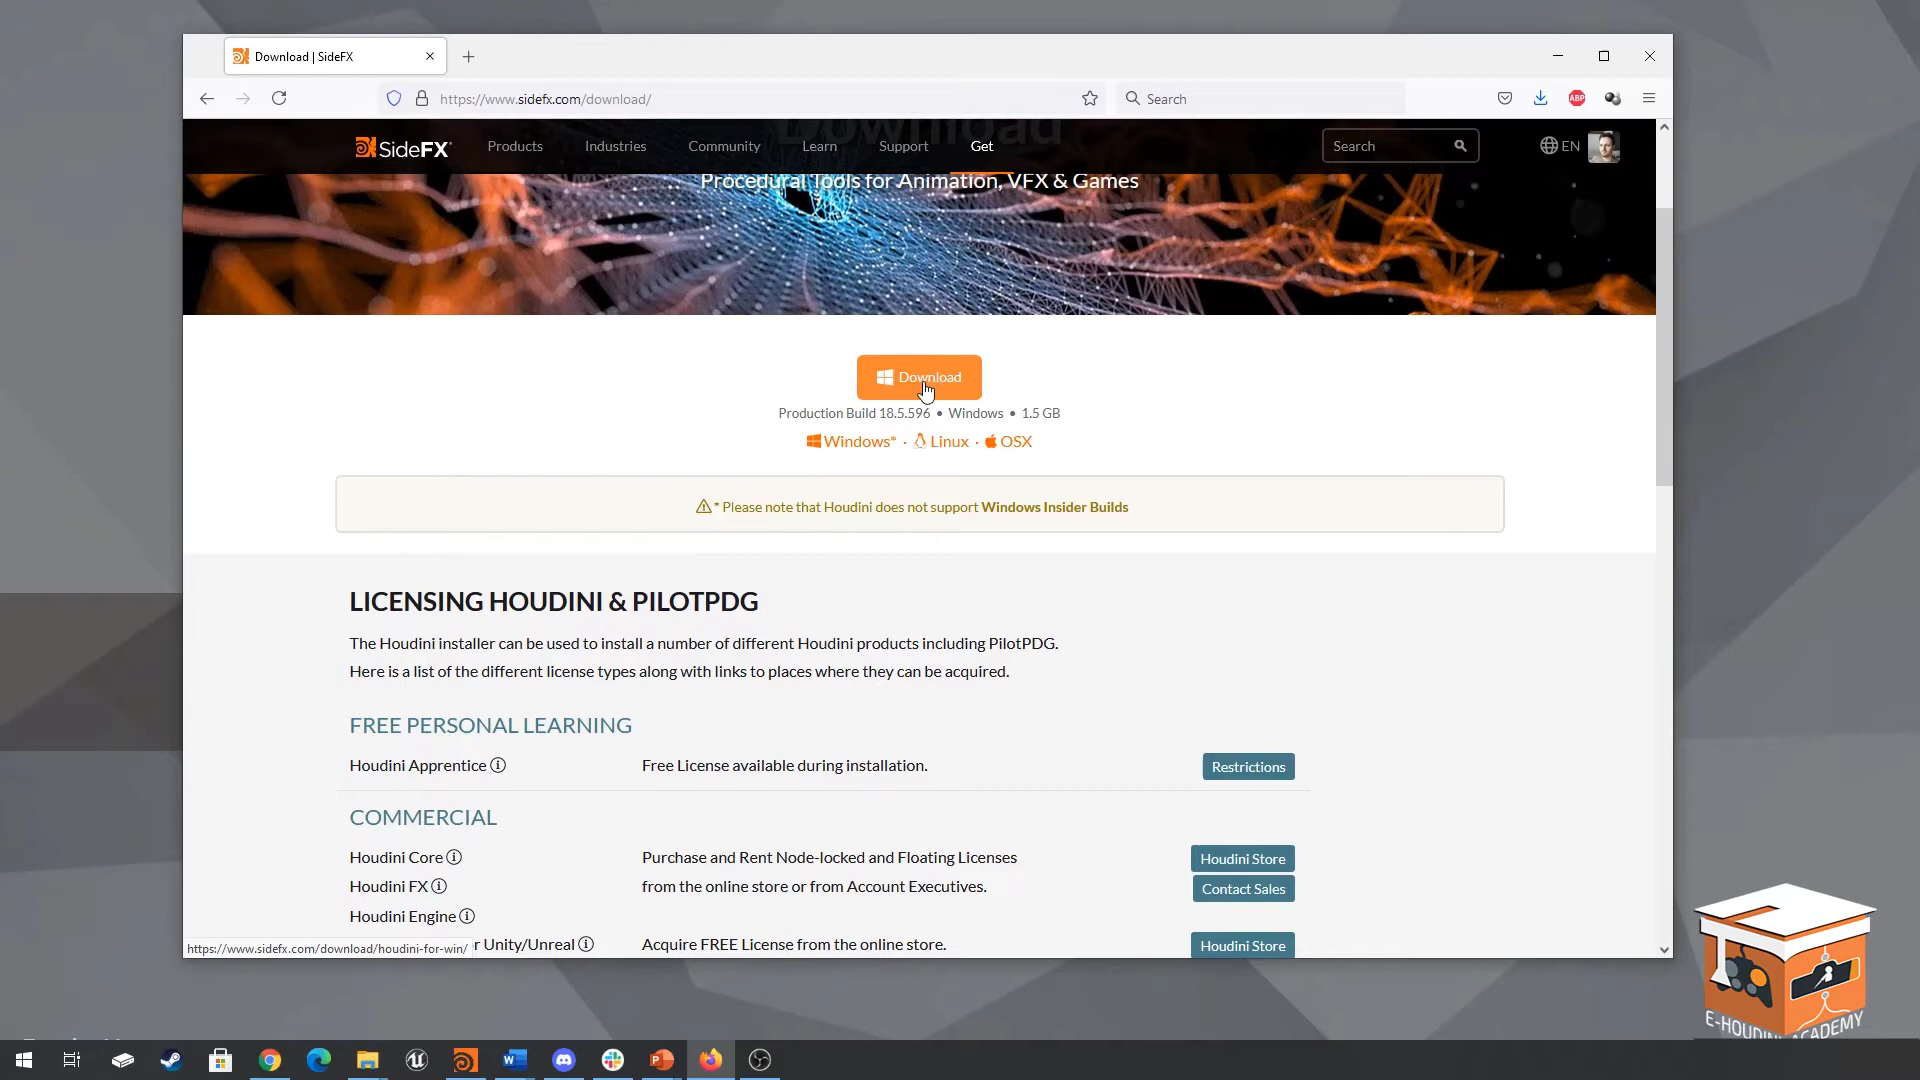 Download | SideFX
https://www.sidefx.com/download/
Search
ABP
Download
SideFX
Products
Industries
Community
Learn
Support
Get
Search
EN
Procedural Tools for Animation, VFX & Games
Download
Production Build 18.5.596 • Windows • 1.5 GB
Windows* · Linux · OSX
* Please note that Houdini does not support Windows Insider Builds
LICENSING HOUDINI & PILOTPDG
The Houdini installer can be used to install a number of different Houdini products including PilotPDG.
Here is a list of the different license types along with links to places where they can be acquired.
FREE PERSONAL LEARNING
Houdini Apprentice
Free License available during installation.
Restrictions
COMMERCIAL
Houdini Core
Purchase and Rent Node-locked and Floating Licenses
Houdini Store
Houdini FX
from the online store or from Account Executives.
Contact Sales
Houdini Engine
r Unity/Unreal
Acquire FREE License from the online store.
Houdini Store
https://www.sidefx.com/download/houdini-for-win/
E-HOUDINI ACADEMY